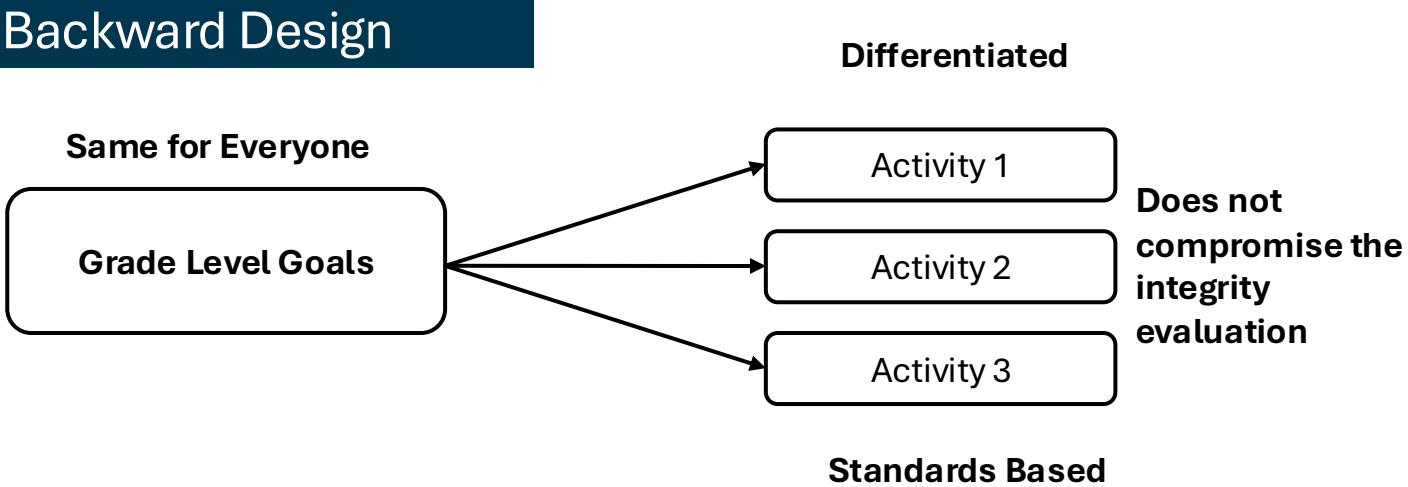 Backward Design
Differentiated
Same for Everyone
Grade Level Goals
Activity 1
Activity 2
Activity 3
Does not
compromise the
integrity
evaluation
Standards Based